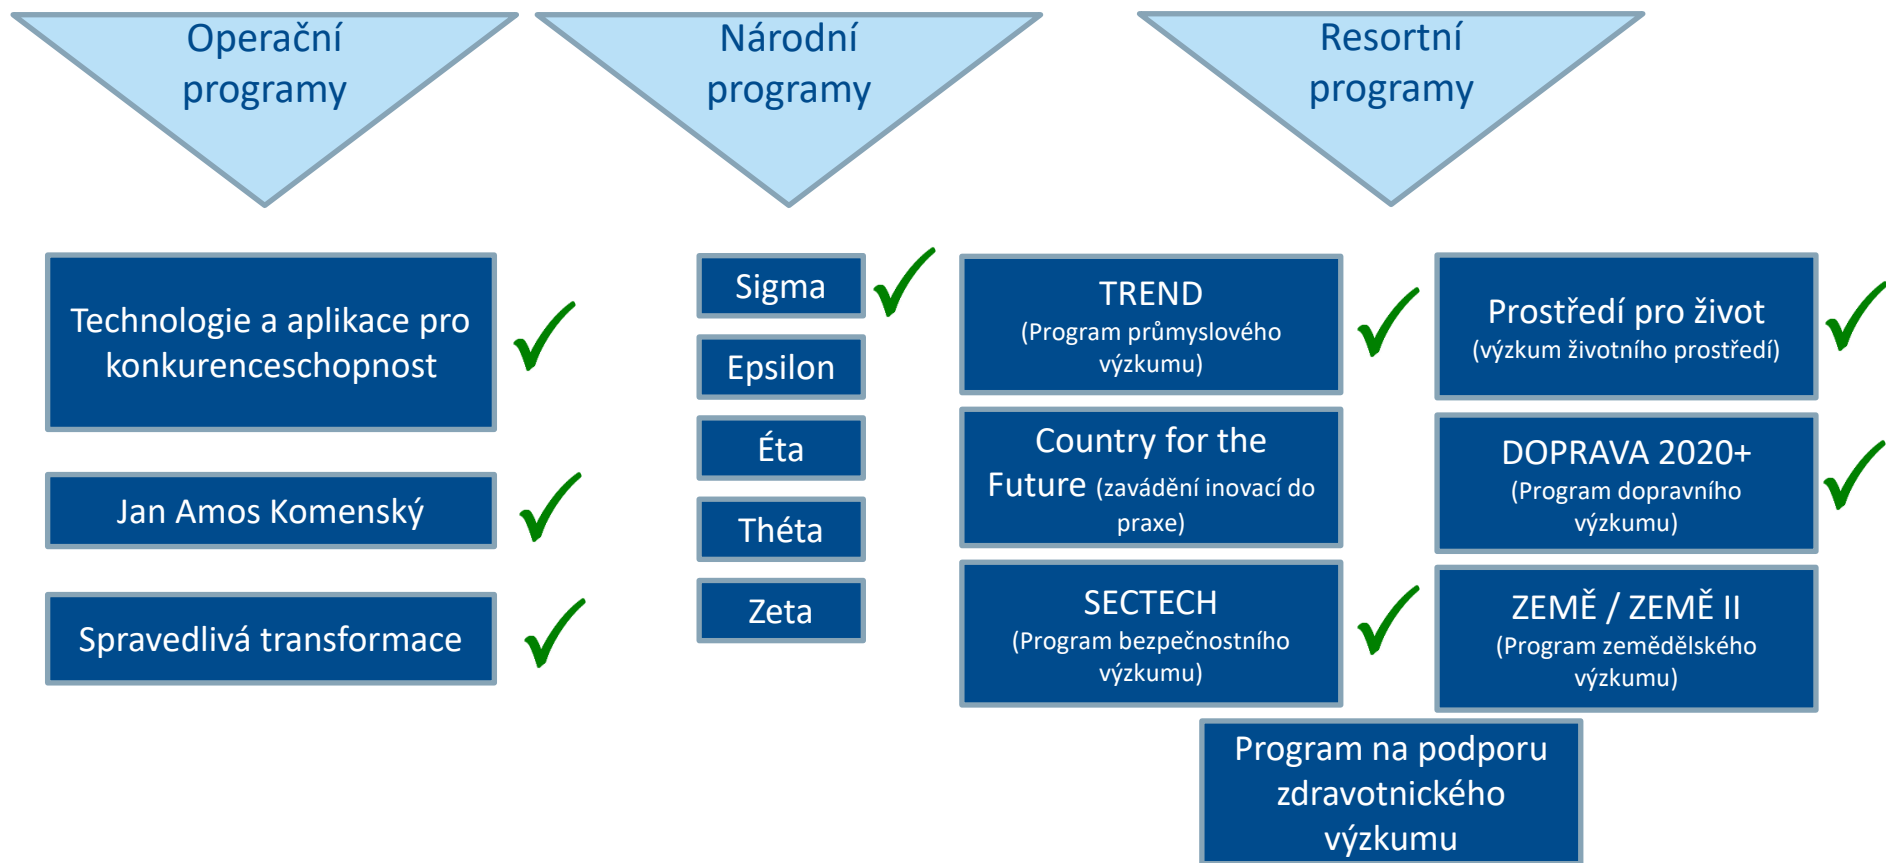 Operační
programy
Národní
programy
Resortní
programy
Technologie a aplikace pro
konkurenceschopnost
Jan Amos Komenský
Spravedlivá transformace
Sigma
Epsilon
Éta
Théta
Zeta
TREND
(Program průmyslového
výzkumu)
Country for the
Future (zavádění inovací do
praxe)
SECTECH
(Program bezpečnostního
výzkumu)
Prostředí pro život
(výzkum životního prostředí)
DOPRAVA 2020+
(Program dopravního
výzkumu)
ZEMĚ / ZEMĚ II
(Program zemědělského
výzkumu)
Program na podporu
zdravotnického
výzkumu